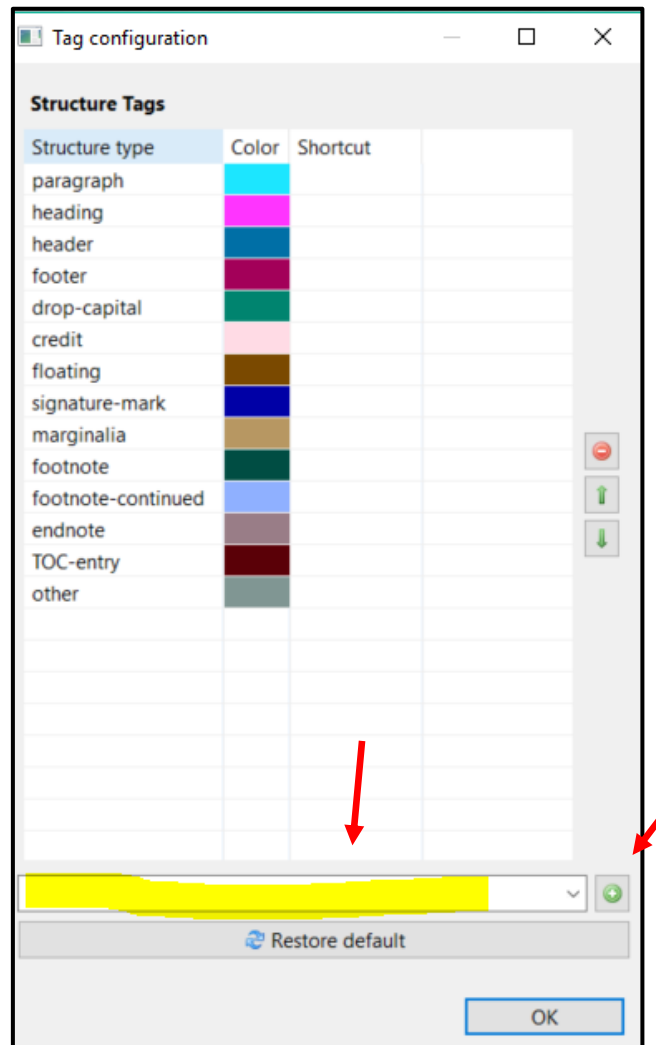 Tag configuration
Structure Tags
Structure type Color Shortcut
paragraph
heading
header
footer
drop-capital
credit
floating
signature-mark
marginalia
footnote
footnote-continued
endnote
TOC-entry
other
Restore default
OK